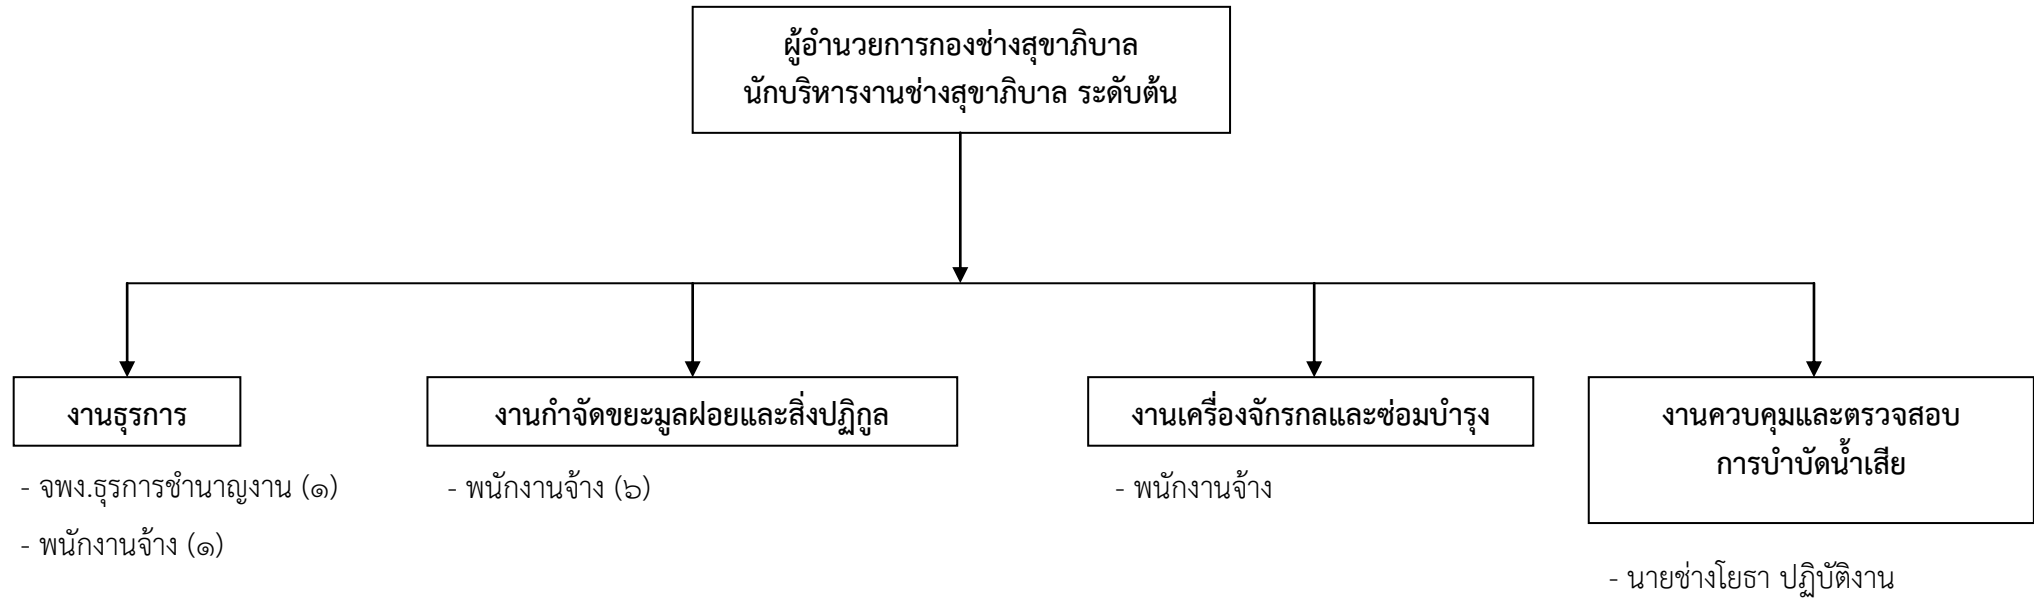 ผู้อำนวยการกองช่างสุขาภิบาล
นักบริหารงานช่างสุขาภิบาล ระดับต้น
งานธุรการ
- จพง.ธุรการชำนาญงาน (๑)
- พนักงานจ้าง (๑)
งานกำจัดขยะมูลฝอยและสิ่งปฏิกูล
- พนักงานจ้าง (๖)
งานเครื่องจักรกลและซ่อมบำรุง
- พนักงานจ้าง
งานควบคุมและตรวจสอบ
การบำบัดน้ำเสีย
- นายช่างโยธา ปฏิบัติงาน